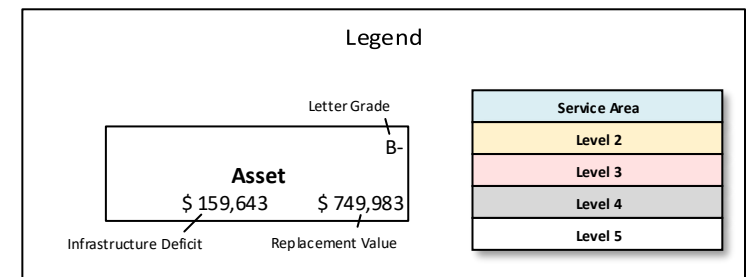 Legend
Letter Grade
B-
Asset
$ 159,643 $ 749,983
Infrastructure Deficit Replacement Value
Service Area
Level 2
Level 3
Level 4
Level 5